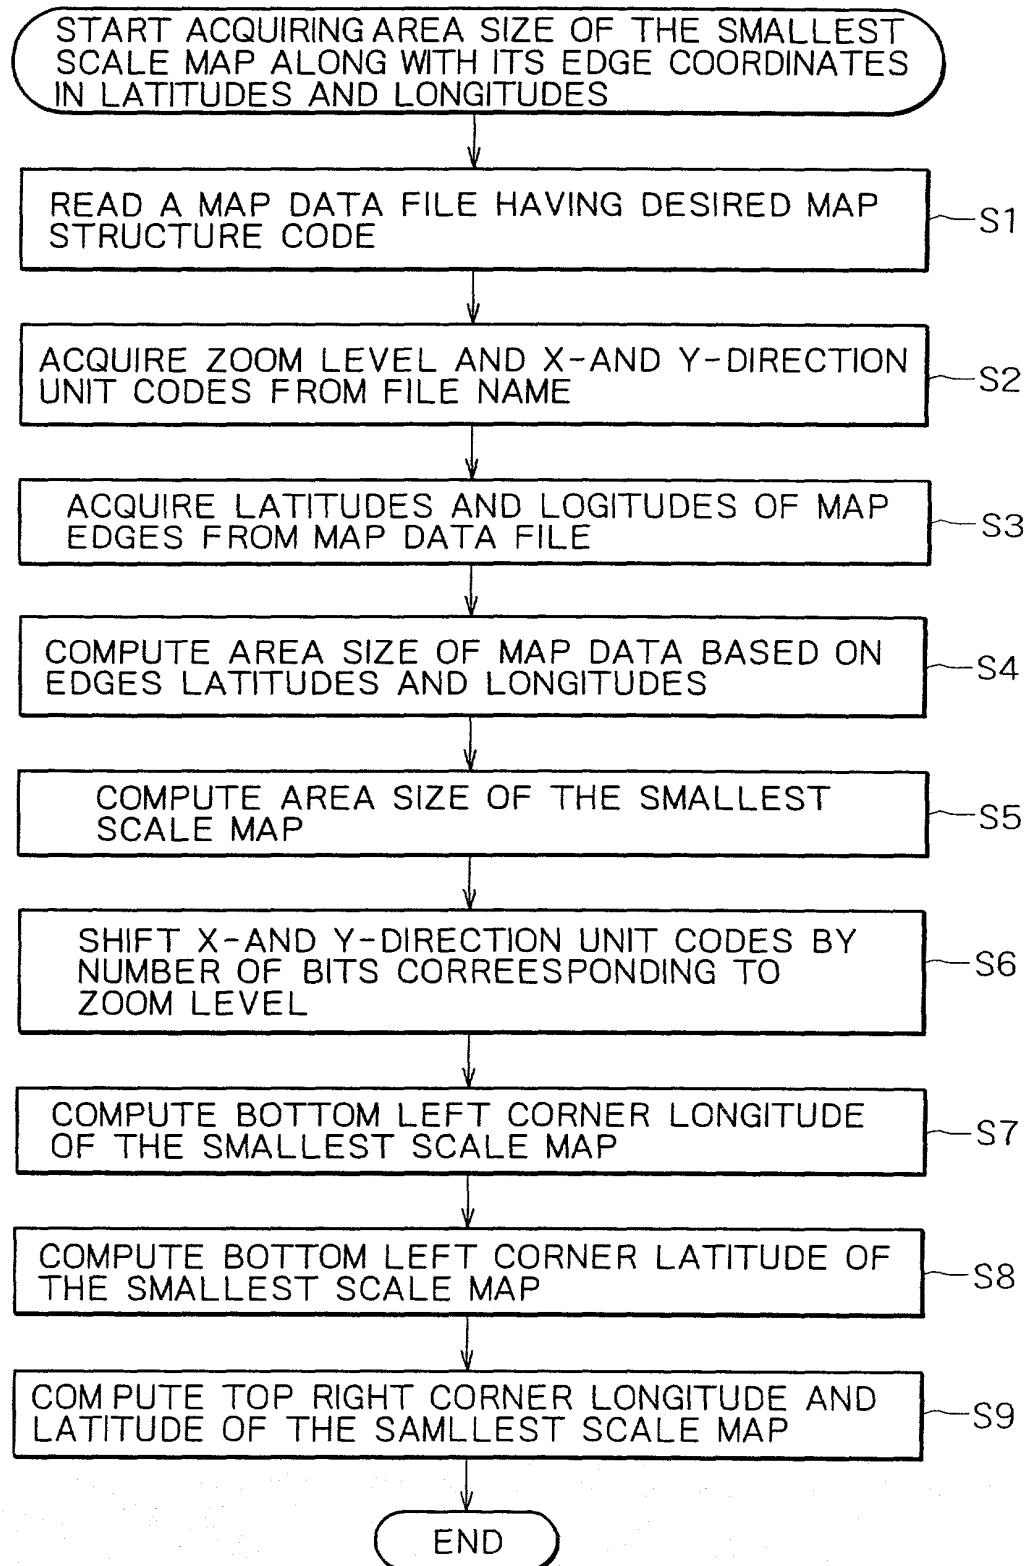 START ACQUIRING AREA SIZE OF THE SMALLEST
SCALE MAP ALONG WITH ITS EDGE COORDINATES
IN LATITUDES AND LONGITUDES
READ A MAP DATA FILE HAVING DESIRED MAP
STRUCTURE CODE
S1
ACQUIRE ZOOM LEVEL AND X-AND Y-DIRECTION
UNIT CODES FROM FILE NAME
S2
ACQUIRE LATITUDES AND LOGITUDES OF MAP
EDGES FROM MAP DATA FILE
S3
COMPUTE AREA SIZE OF MAP DATA BASED ON
EDGES LATITUDES AND LONGITUDES
S4
COMPUTE AREA SIZE OF THE SMALLEST
SCALE MAP
S5
SHIFT X-AND Y-DIRECTION UNIT CODES BY
NUMBER OF BITS CORREESPONDING TO
ZOOM LEVEL
S6
COMPUTE BOTTOM LEFT CORNER LONGITUDE
OF THE SMALLEST SCALE MAP
S7
COMPUTE BOTTOM LEFT CORNER LATITUDE OF
THE SMALLEST SCALE MAP
S8
COMPUTE TOP RIGHT CORNER LONGITUDE AND
LATITUDE OF THE SAMLLEST SCALE MAP
S9
END